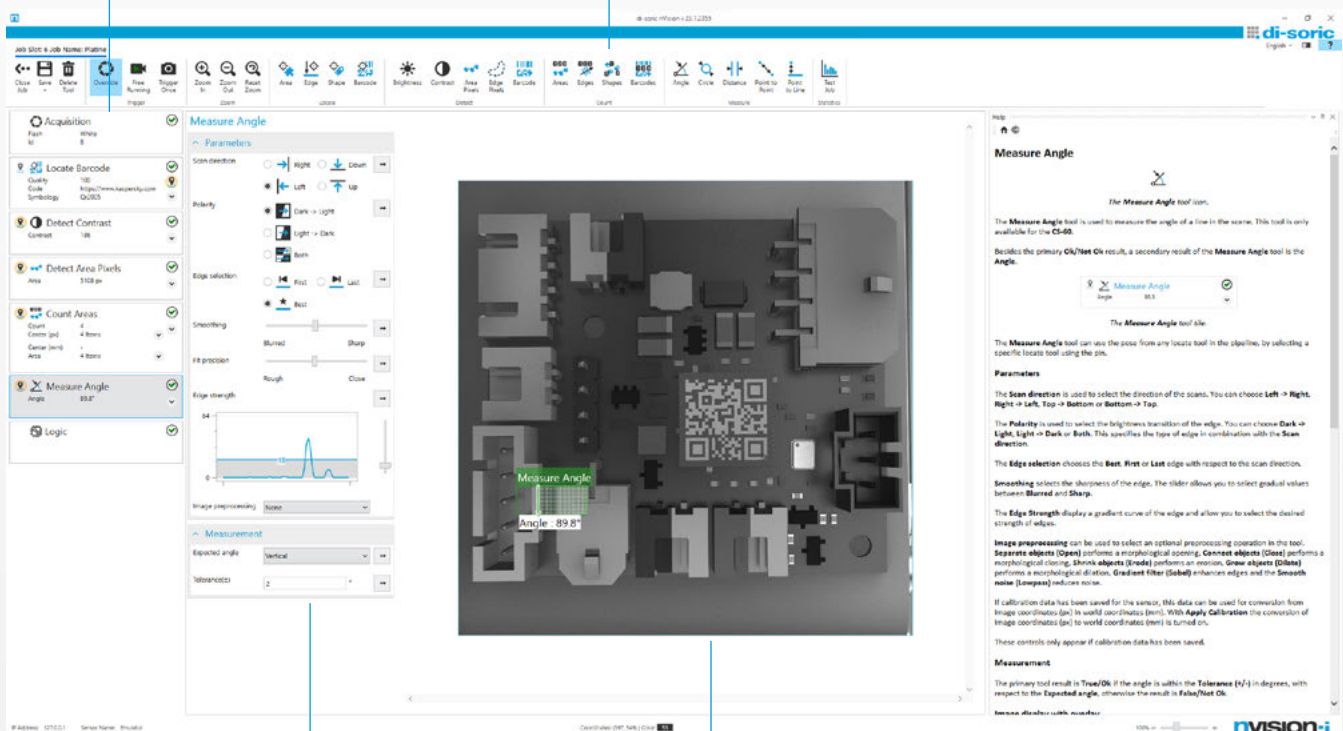 di-soric nVision v.23.1.2359
di-soric
Job Slot: 6 Job Name: Platine
English
?
Close Job
Save
Delete Tool
Override
Free Running
Trigger Once
Zoom In
Zoom Out
Reset Zoom
Area
Edge
Shape
Barcode
Brightness
Contrast
Area Pixels
Edge Pixels
Barcode
Areas
Edges
Shapes
Barcodes
Angle
Circle
Distance
Point to Point
Point to Line
Test Job
Trigger
Zoom
Locate
Detect
Count
Measure
Statistics
Acquisition
Flash White
Id 8
Locate Barcode
Quality 100
Code https://www.kaspersky.com
Symbology
Detect Contrast
Contrast 186
Detect Area Pixels
Area 5108 px
Count Areas
Count 4
Center (px) 4 Items
Center (mm) -
Area 4 Items
Measure Angle
Angle 89.8°
Logic
Measure Angle
Parameters
Scan direction
Right
Down
Left
Up
Polarity
Dark -> Light
Light -> Dark
Both
Edge selection
First
Last
Best
Smoothing
Blurred Sharp
Fit precision
Rough Close
Edge strength
64
0
Image preprocessing None
Measurement
Expected angle Vertical
Tolerance(±) 2 °
Measure Angle
Angle : 89.8°
Help
Measure Angle
The Measure Angle tool icon.
The Measure Angle tool is used to measure the angle of a line in the scene. This tool is only
available for the CS-60.
Besides the primary Ok/Not Ok result, a secondary result of the Measure Angle tool is the
Angle.
Measure Angle
Angle 89.8
The Measure Angle tool tile.
The Measure Angle tool can use the pose from any locate tool in the pipeline, by selecting a
specific locate tool using the pin.
Parameters
The Scan direction is used to select the direction of the scans. You can choose Left -> Right,
Right -> Left, Top -> Bottom or Bottom -> Top.
The Polarity is used to select the brightness transition of the edge. You can choose Dark ->
Light, Light -> Dark or Both. This specifies the type of edge in combination with the Scan
direction.
The Edge selection chooses the Best, First or Last edge with respect to the scan direction.
Smoothing selects the sharpness of the edge. The slider allows you to select gradual values
between Blurred and Sharp.
The Edge Strength display a gradient curve of the edge and allow you to select the desired
strength of edges.
Image preprocessing can be used to select an optional preprocessing operation in the tool.
Separate objects (Open) performs a morphological opening, Connect objects (Close) performs a
morphological closing, Shrink objects (Erode) performs an erosion, Grow objects (Dilate)
performs a morphological dilation, Gradient filter (Sobel) enhances edges and the Smooth
noise (Lowpass) reduces noise.
If calibration data has been saved for the sensor, this data can be used for conversion from
image coordinates (px) in world coordinates (mm). With Apply Calibration the conversion of
image coordinates (px) to world coordinates (mm) is turned on.
These controls only appear if calibration data has been saved.
Measurement
The primary tool result is True/Ok if the angle is within the Tolerance (+/-) in degrees, with
respect to the Expected angle, otherwise the result is False/Not Ok.
Image display with overlay
IP Address: 127.0.0.1 Sensor Name: Emulator
100%
nvision-i